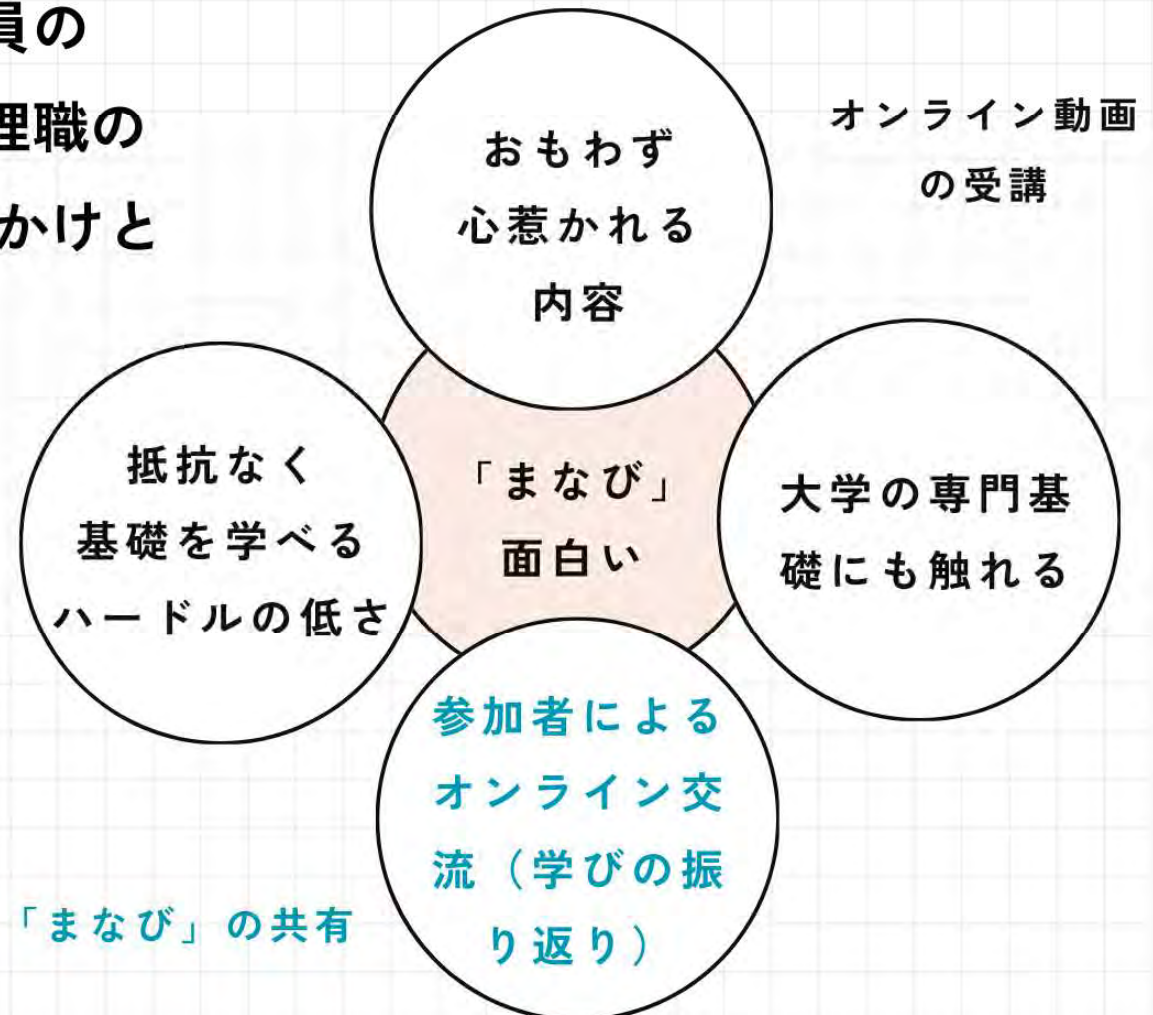 員の
理職の
かけと
オンライン動画
の受講
おもわず
心惹かれる
内容
抵抗なく
基礎を学べる
ハードルの低さ
「まなび」
面白い
大学の専門基
礎にも触れる
参加者による
オンライン交
流（学びの振
り返り）
「まなび」の共有